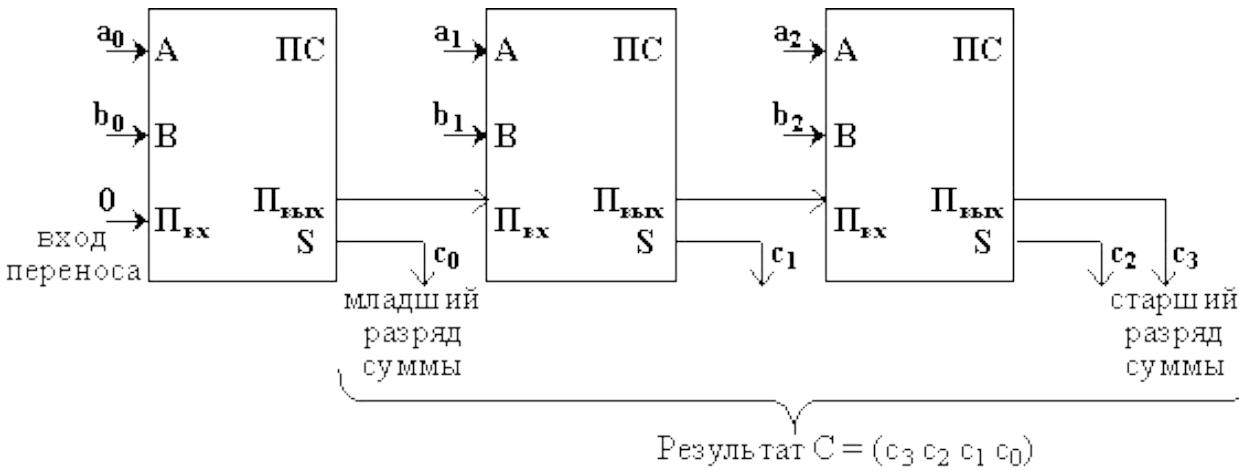 a₀ A ПС
b₀ B
0 Пвх Пвых
S
вход
переноса
c₀
младший
разряд
суммы
a₁ A ПС
b₁ B
Пвх Пвых
S
c₁
a₂ A ПС
b₂ B
Пвх Пвых
S
c₂ c₃
старший
разряд
суммы
Результат C = (c₃ c₂ c₁ c₀)